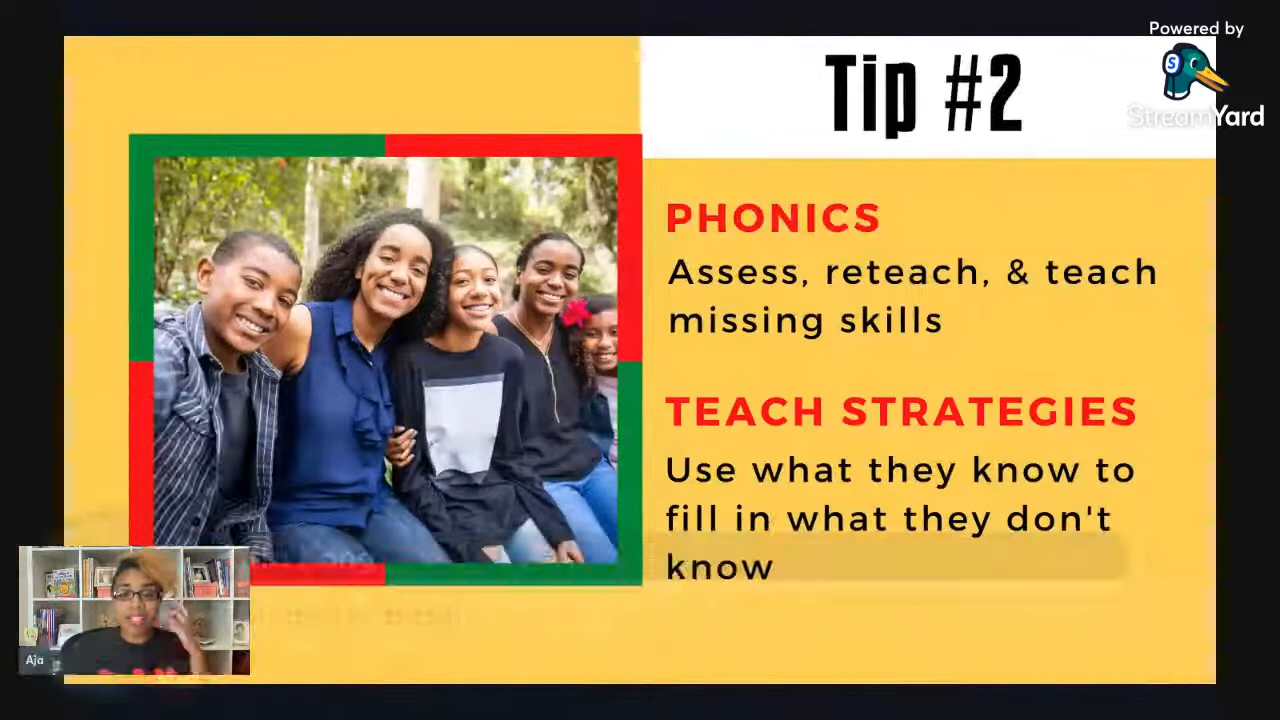 Powered by
StreamYard
Tip #2
PHONICS
Assess, reteach, & teach
missing skills
TEACH STRATEGIES
Use what they know to
fill in what they don't
know
Aja